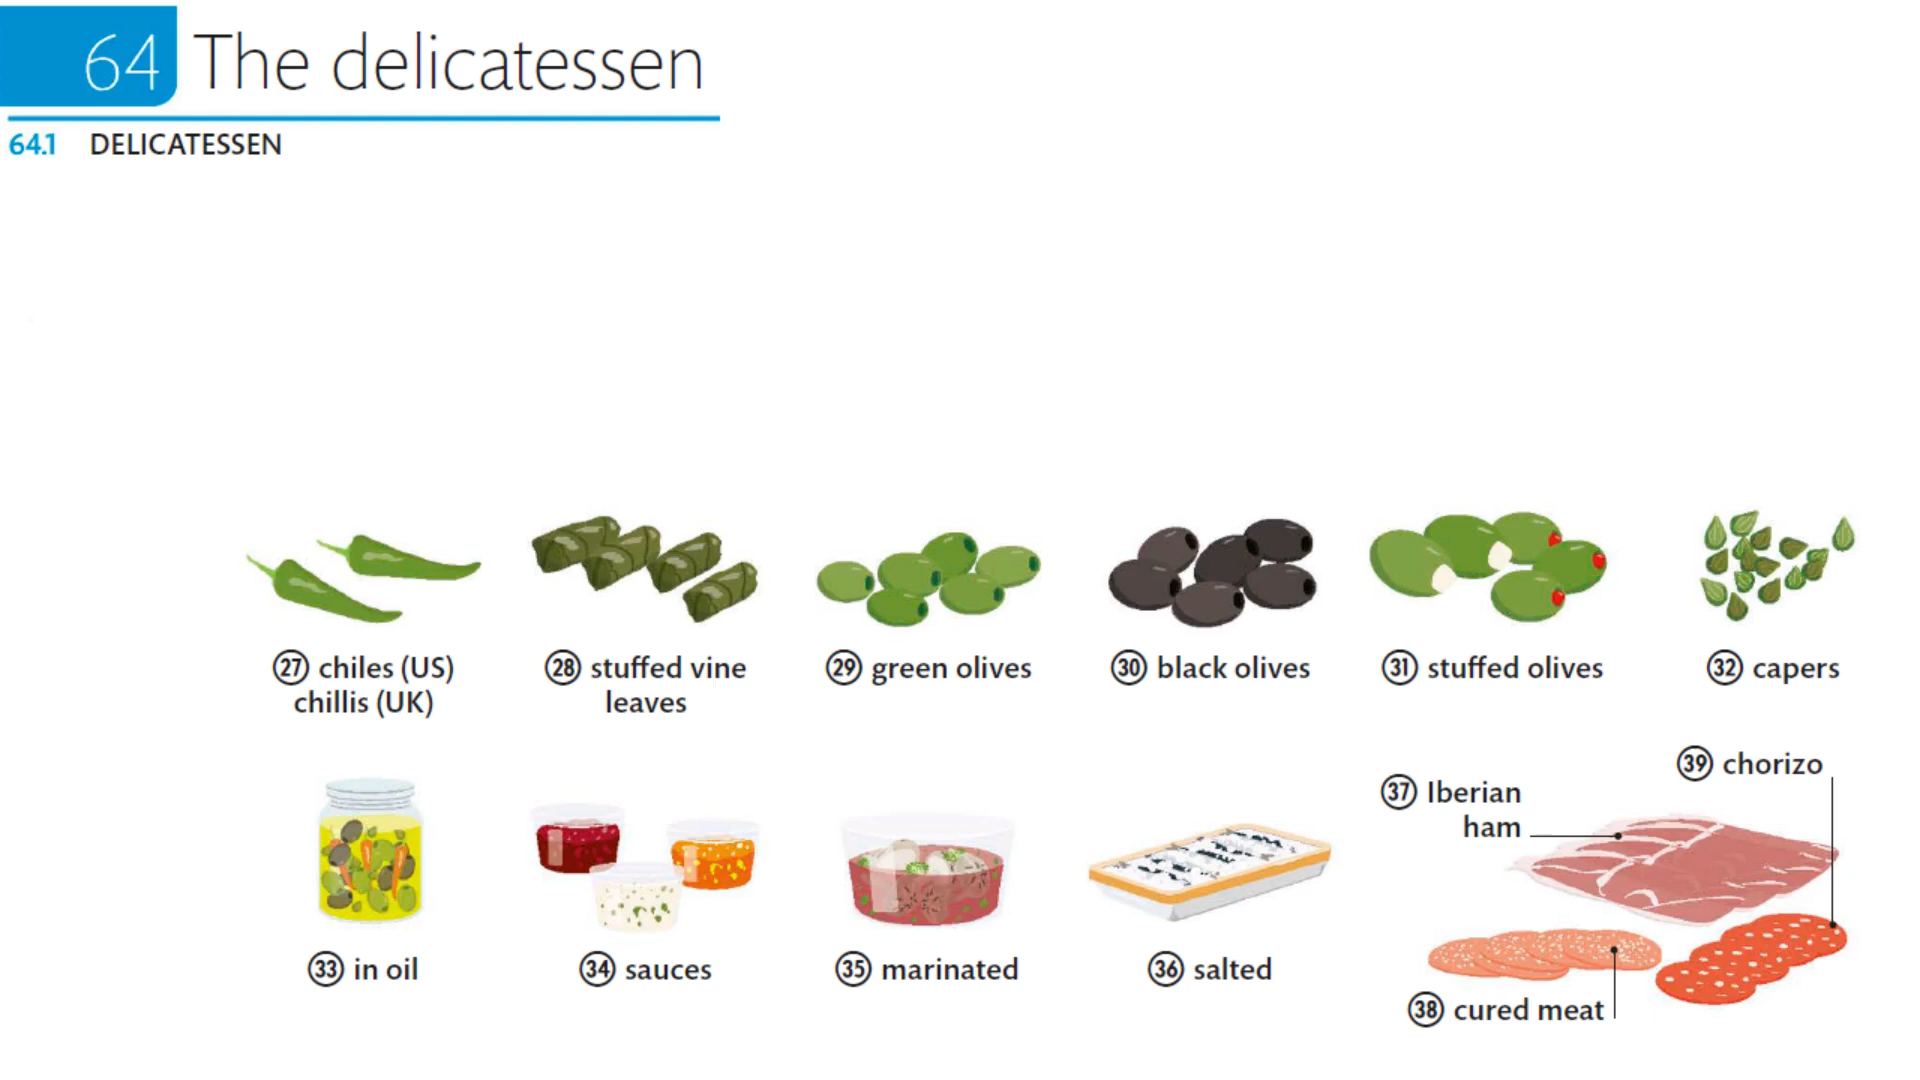 64 The delicatessen
64.1 DELICATESSEN
27 chiles (US)
chillis (UK)
28 stuffed vine
leaves
29 green olives
30 black olives
31 stuffed olives
32 capers
33 in oil
34 sauces
35 marinated
36 salted
37 Iberian
ham
39 chorizo
38 cured meat